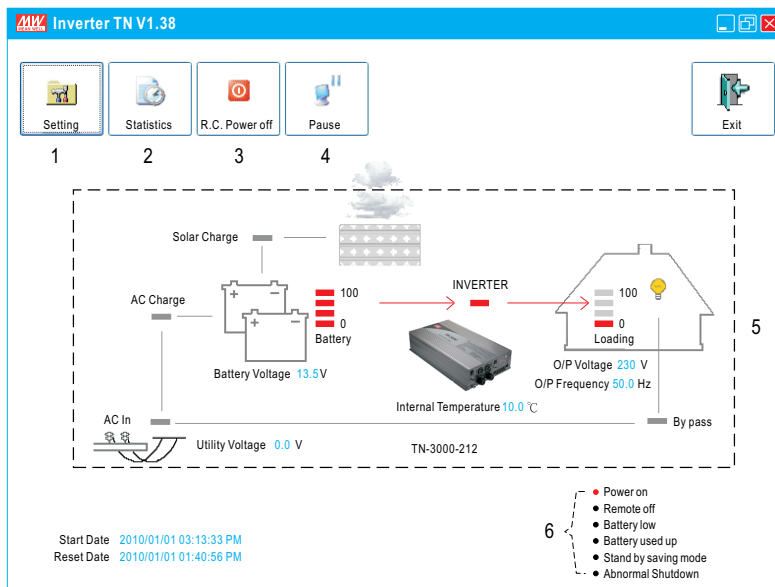 MW
MEAN WELL
Inverter TN V1.38
Setting
Statistics
R.C. Power off
Pause
Exit
1
2
3
4
Solar Charge
AC Charge
100
0
Battery
Battery Voltage 13.5V
INVERTER
Internal Temperature 10.0 ℃
100
0
Loading
O/P Voltage 230 V
O/P Frequency 50.0 Hz
5
AC In
Utility Voltage 0.0 V
TN-3000-212
By pass
6
Power on
Remote off
Battery low
Battery used up
Stand by saving mode
Abnormal Shutdown
Start Date 2010/01/01 03:13:33 PM
Reset Date 2010/01/01 01:40:56 PM